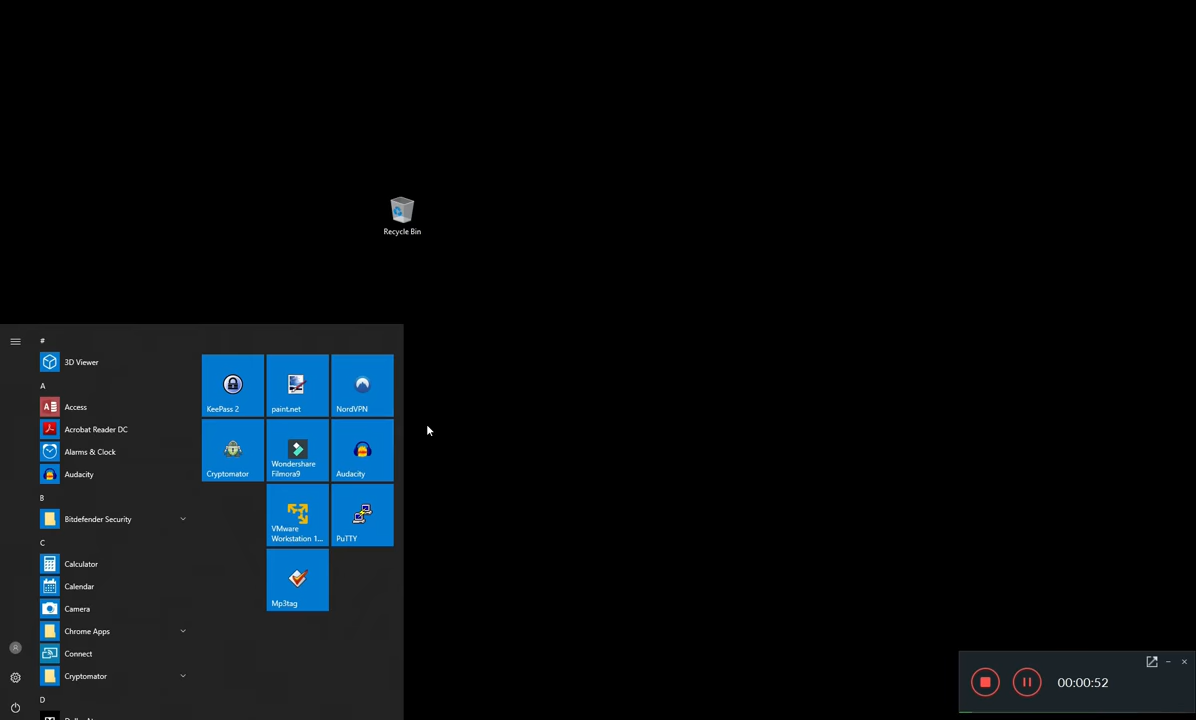 Recycle Bin
#
3D Viewer
A
Access
Acrobat Reader DC
Alarms & Clock
Audacity
B
Bitdefender Security
C
Calculator
Calendar
Camera
Chrome Apps
Connect
Cryptomator
D
KeePass 2
paint.net
NordVPN
Cryptomator
Wondershare
Filmora9
Audacity
VMware
Workstation 1...
PuTTY
Mp3tag
00:00:52